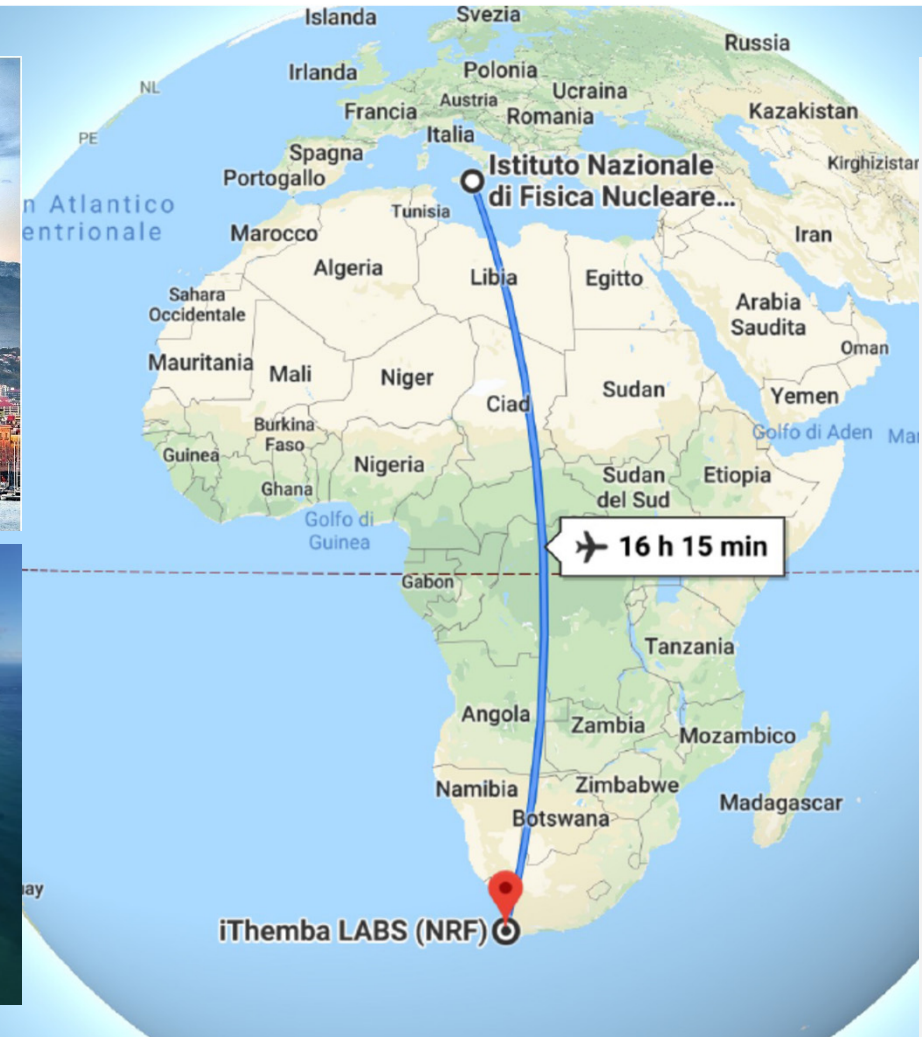 Islanda
Svezia
Russia
Irlanda
Polonia
NL
Ucraina
Austria
Francia
Romania
Kazakistan
PE
Italia
Spagna
Portogallo
Kirghizistan
Istituto Nazionale
di Fisica Nucleare...
n Atlantico
entrionale
Tunisia
Marocco
Iran
Algeria
Libia
Egitto
Sahara
Occidentale
Arabia
Saudita
Oman
Mauritania
Mali
Niger
Sudan
Yemen
Ciad
Burkina
Faso
Golfo di Aden
Mar
Guinea
Nigeria
Sudan
del Sud
Etiopia
Ghana
Golfo di
Guinea
16 h 15 min
Gabon
Tanzania
Angola
Zambia
Mozambico
Namibia
Zimbabwe
Madagascar
Botswana
uay
iThemba LABS (NRF)